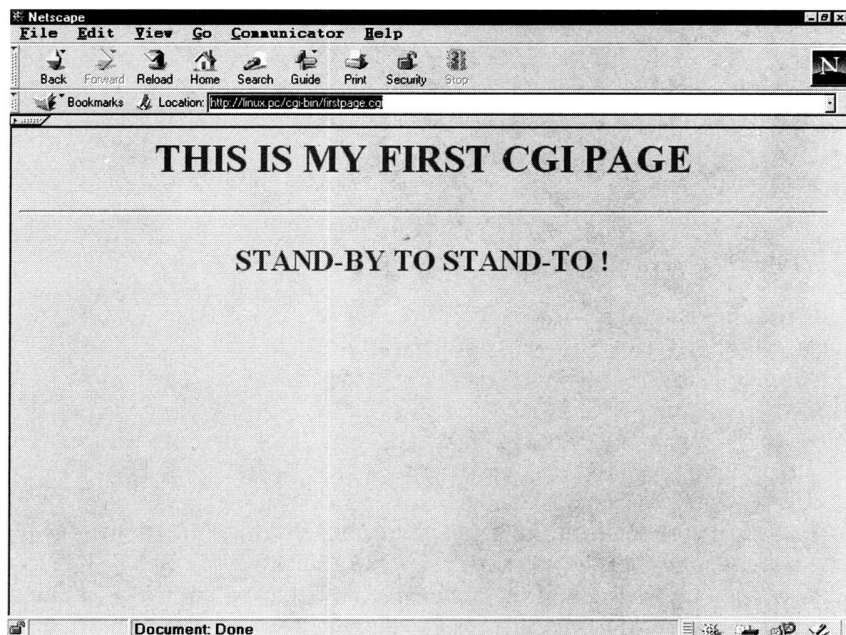 Netscape
File Edit View Go Communicator Help
Back Forward Reload Home Search Guide Print Security Stop
N
Bookmarks Location: http://linux.pc/cgi-bin/firstpage.cgi
THIS IS MY FIRST CGI PAGE
STAND-BY TO STAND-TO !
Document: Done